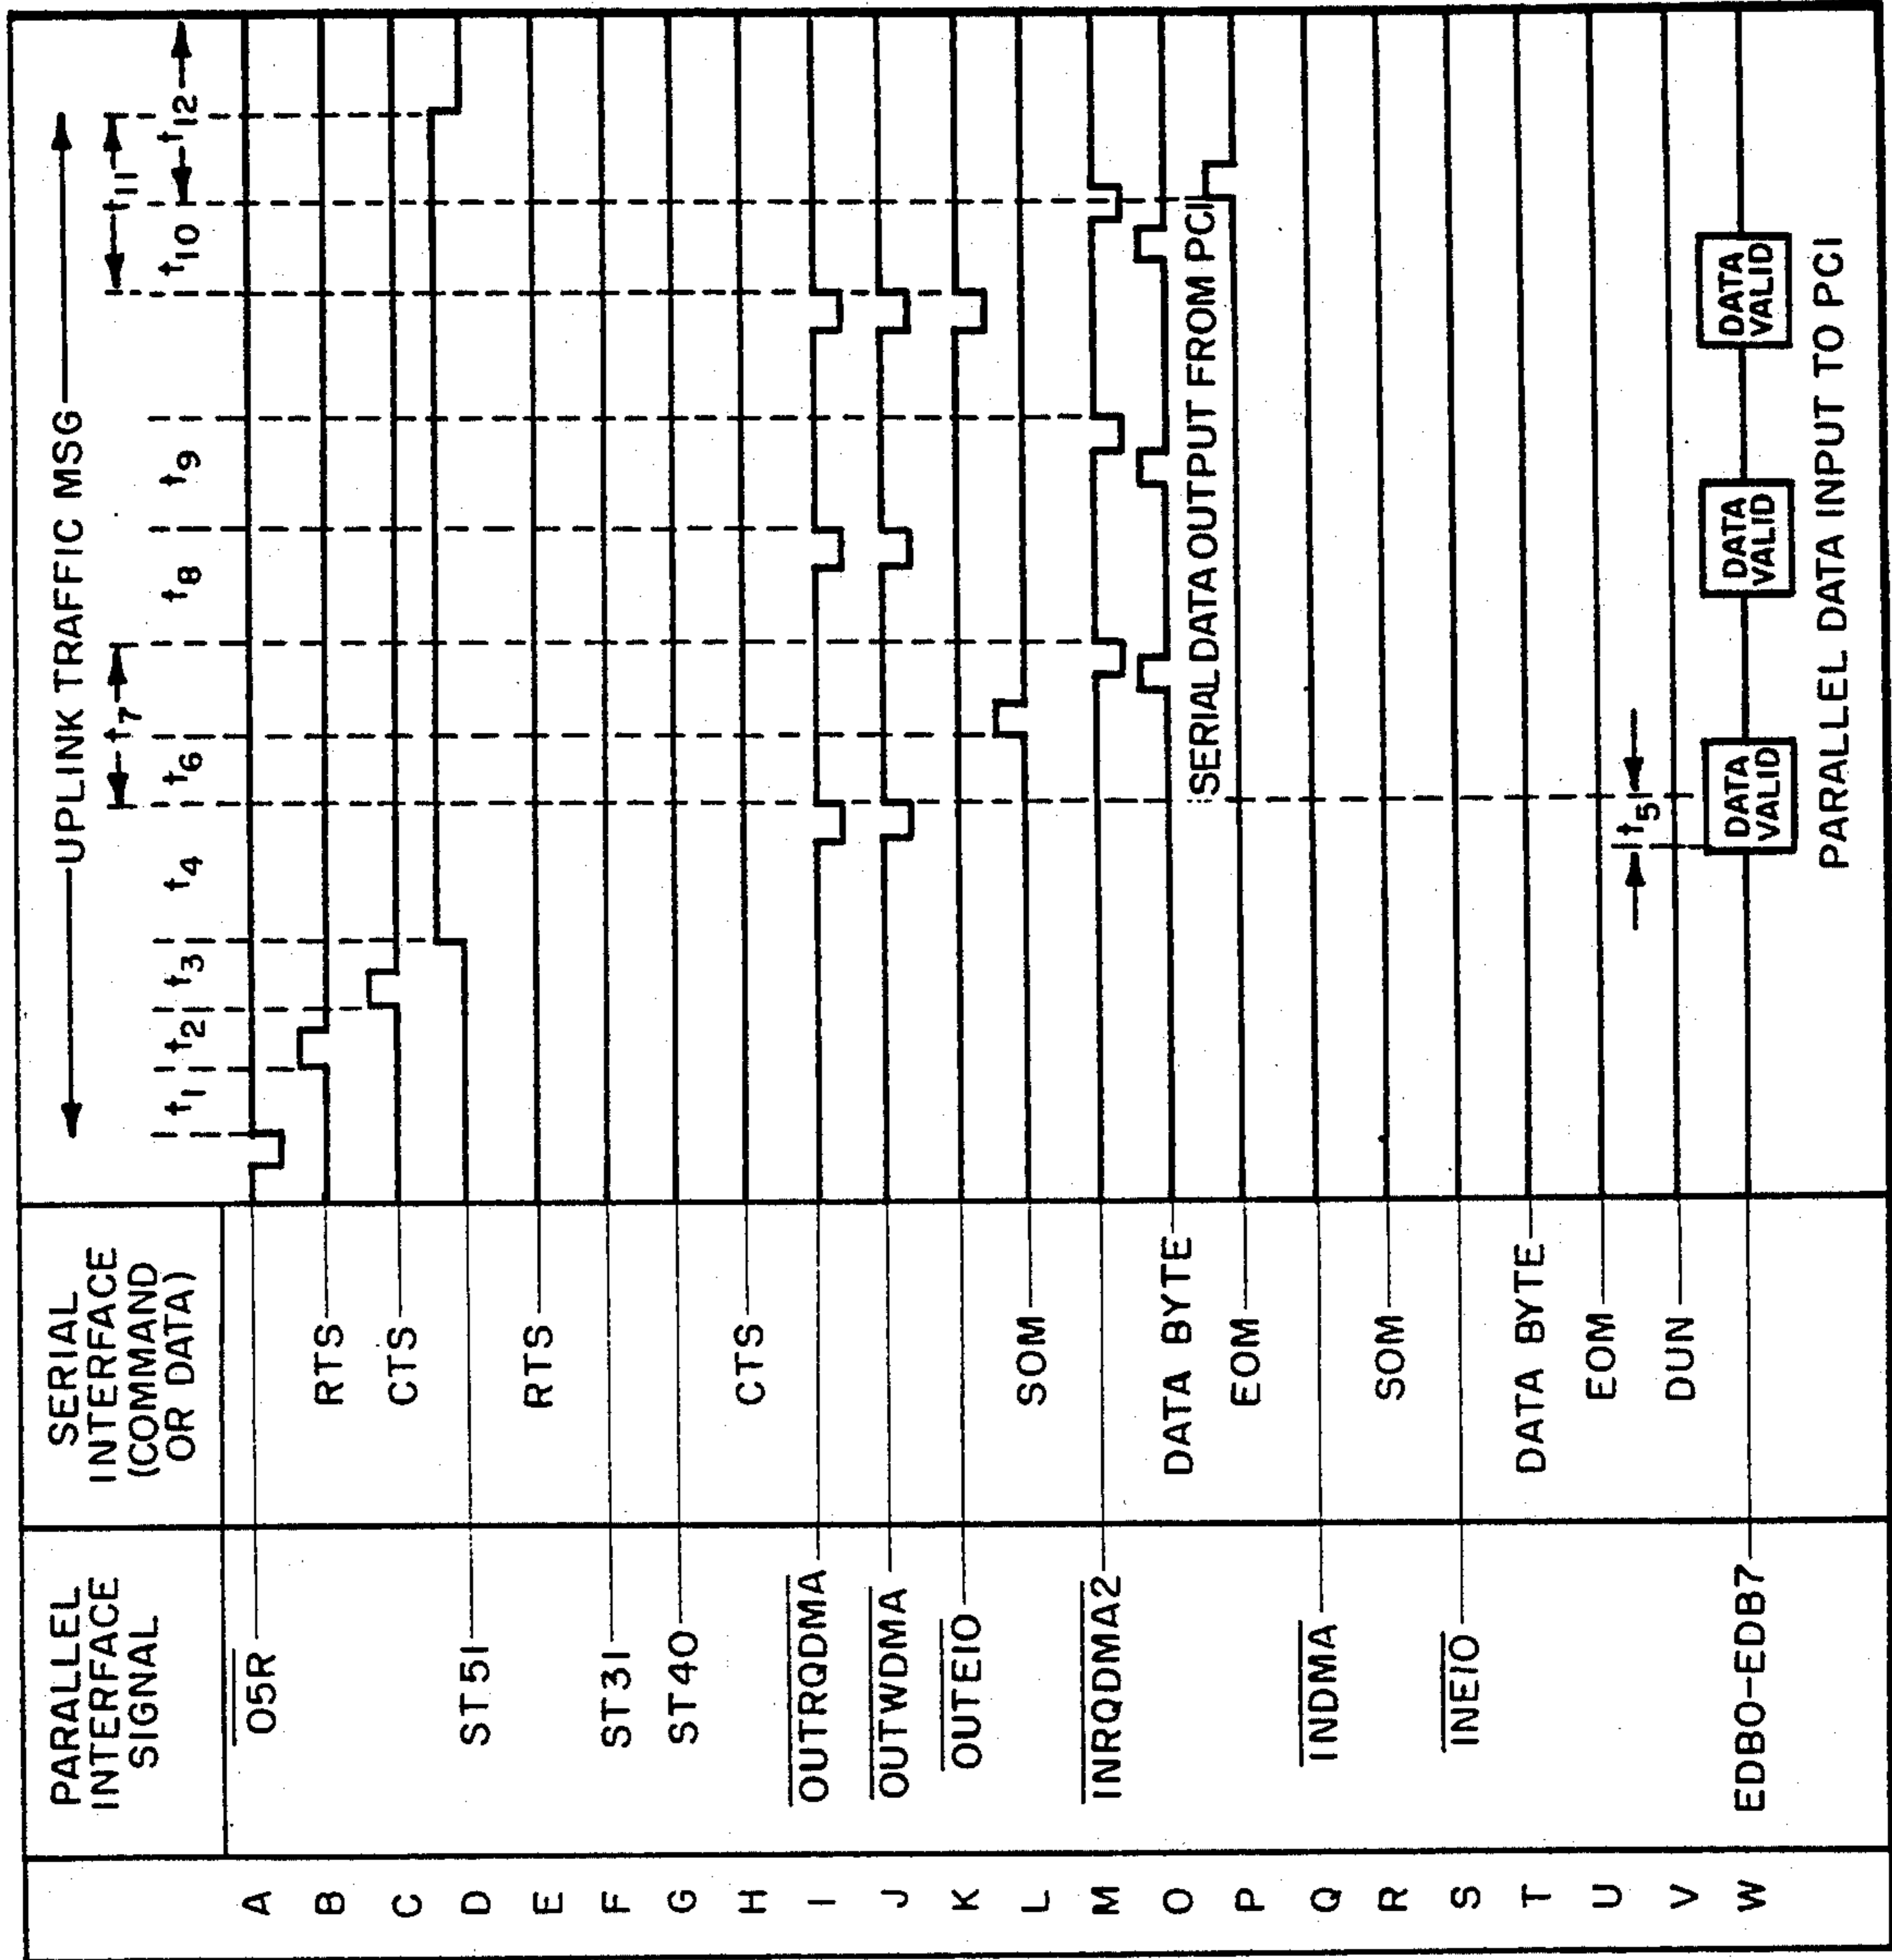 PARALLEL
INTERFACE
SIGNAL
SERIAL
INTERFACE
(COMMAND
OR DATA)
UPLINK TRAFFIC MSG
t7
t11
t1
t2
t3
t4
t6
t8
t9
t10
t12
A O5R
B RTS
C CTS
D ST51
E RTS
F ST31
G ST40
H CTS
I OUTRQDMA
J OUTWDMA
K OUTEIO
L SOM
M INRQDMA2
O DATA BYTE
SERIAL DATA OUTPUT FROM PCI
P EOM
Q INDMA
R SOM
S INEIO
T DATA BYTE
U EOM
t5
V DUN
W EDBO-EDB7
DATA
VALID
DATA
VALID
DATA
VALID
PARALLEL DATA INPUT TO PCI